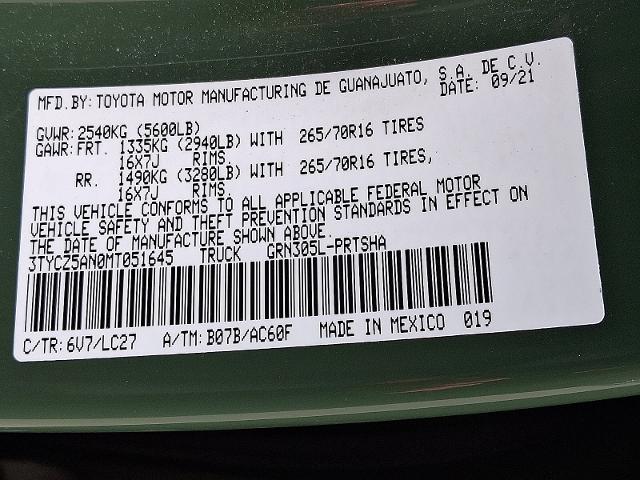 MFD. BY: TOYOTA MOTOR MANUFACTURING DE GUANAJUATO, S.A. DE C.V.
DATE: 09/21
GVWR: 2540KG (5600LB)
GAWR: FRT. 1335KG (2940LB) WITH 265/70R16 TIRES
16X7J RIMS.
RR. 1490KG (3280LB) WITH 265/70R16 TIRES,
16X7J RIMS.
THIS VEHICLE CONFORMS TO ALL APPLICABLE FEDERAL MOTOR
VEHICLE SAFETY AND THEFT PREVENTION STANDARDS IN EFFECT ON
THE DATE OF MANUFACTURE SHOWN ABOVE.
3TYCZ5AN0MT051645 TRUCK GRN305L-PRTSHA
C/TR: 6V7/LC27 A/TM: B07B/AC60F MADE IN MEXICO 019